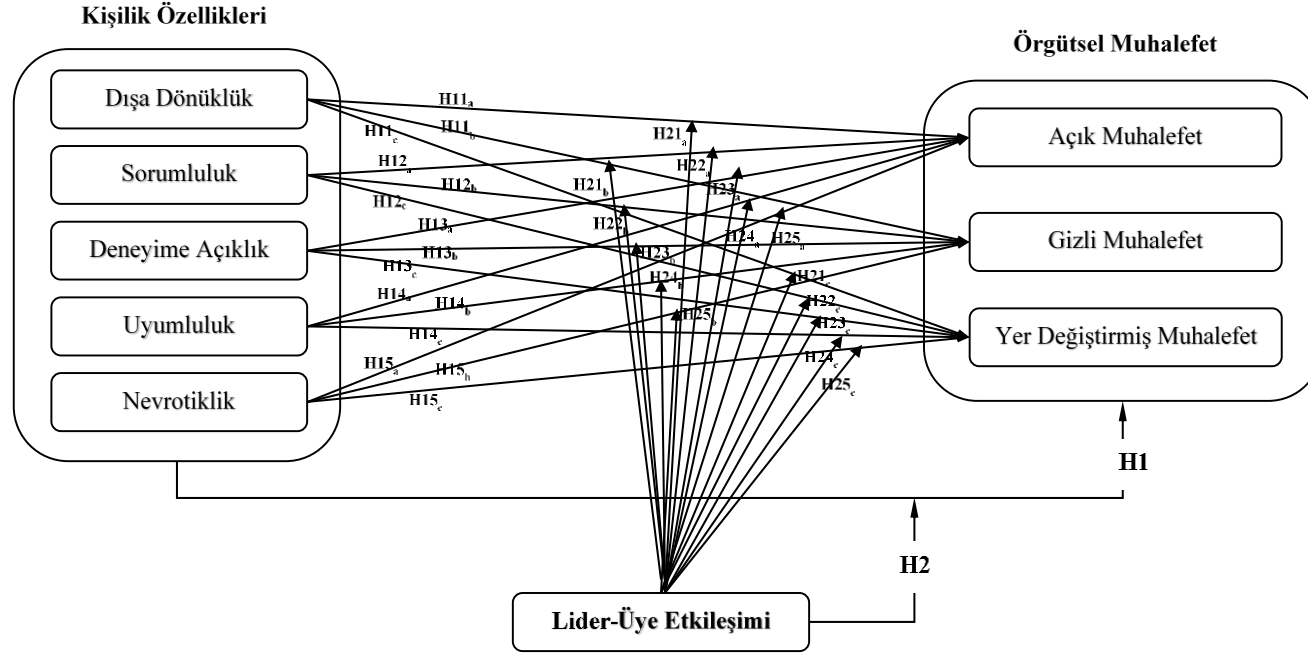 Kişilik Özellikleri
Örgütsel Muhalefet
Dışa Dönüklük
Sorumluluk
Deneyime Açıklık
Uyumluluk
Nevrotiklik
Açık Muhalefet
Gizli Muhalefet
Yer Değiştirmiş Muhalefet
H11a
H11b
H11c
H12a
H12b
H12c
H13a
H13b
H13c
H14a
H14b
H14c
H15a
H15b
H15c
H21a
H22a
H23a
H24a
H25a
H21b
H22b
H23b
H24b
H25b
H21c
H22c
H23c
H24c
H25c
H1
H2
Lider-Üye Etkileşimi